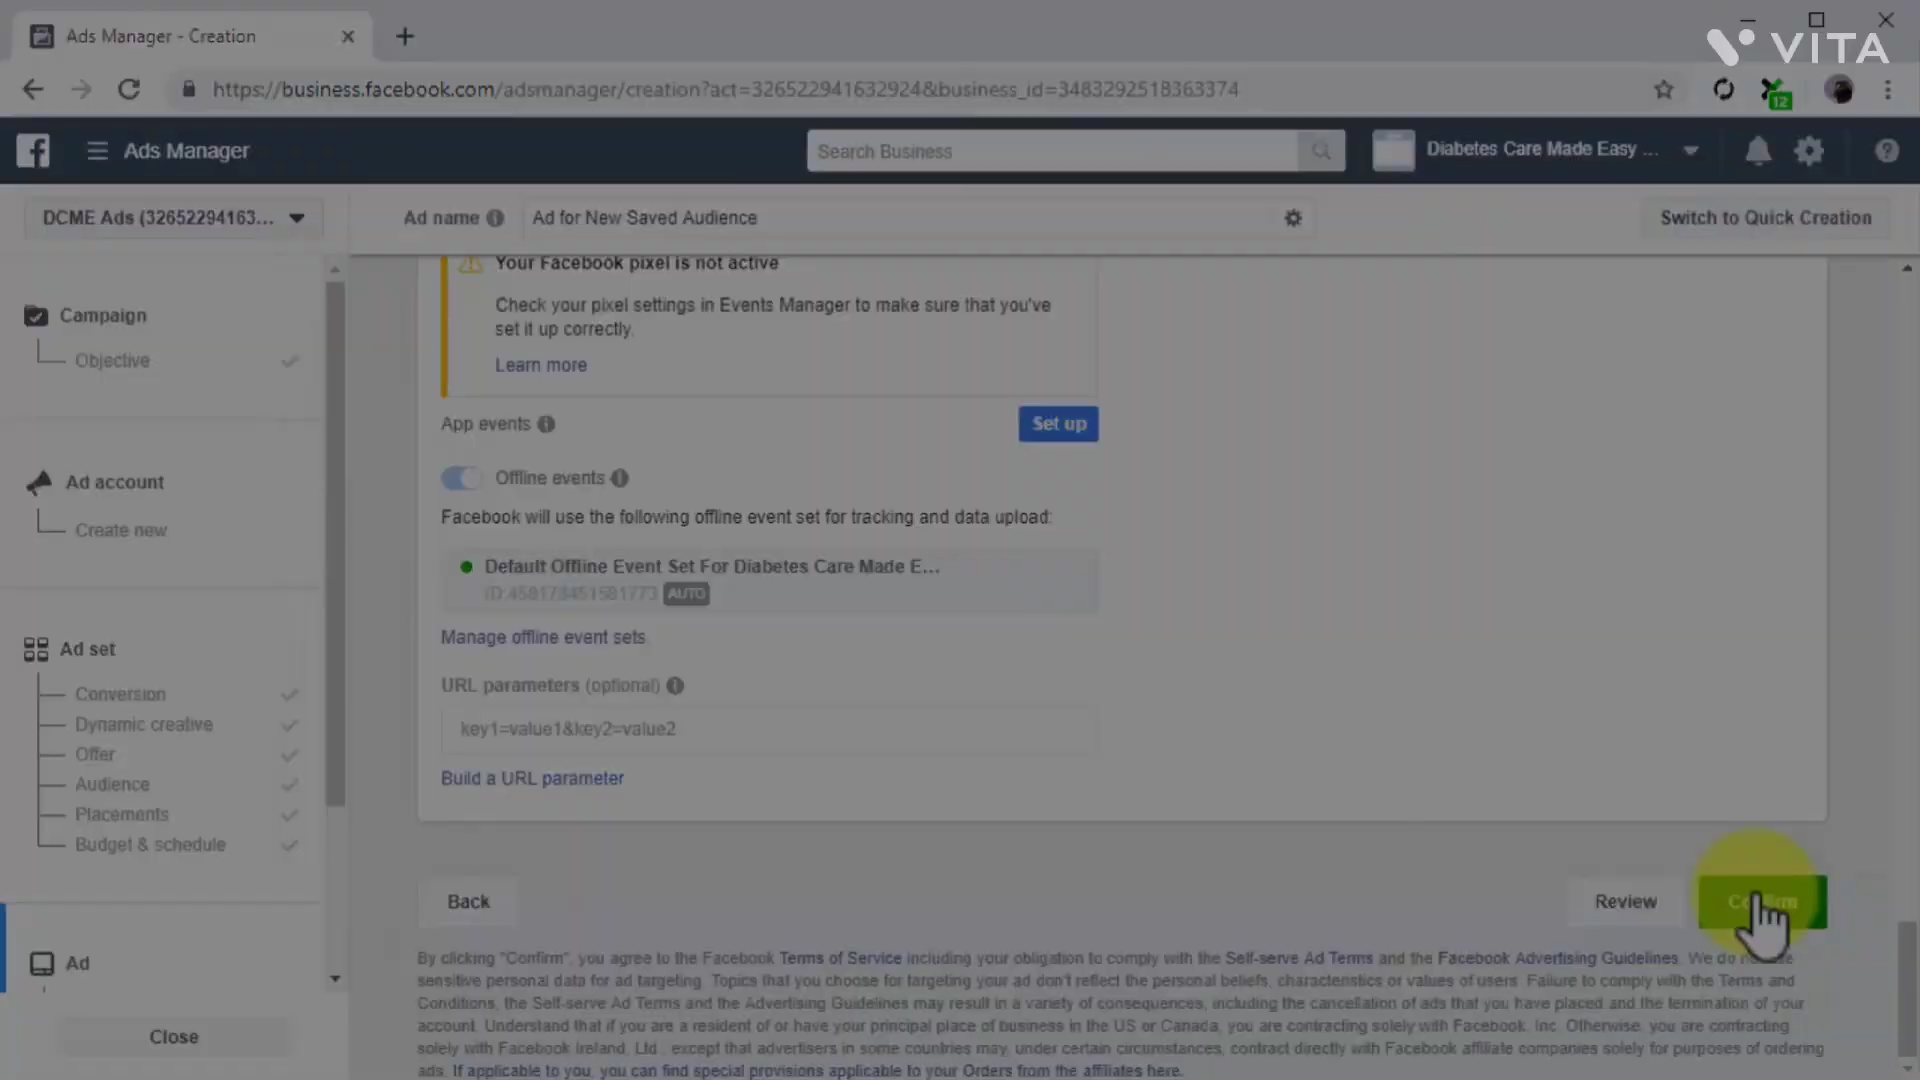 Ads Manager - Creation
VITA
https://business.facebook.com/adsmanager/creation?act=326522941632924&business_id=3483292518363374
12
Ads Manager
Search Business
Diabetes Care Made Easy ...
DCME Ads (32652294163...
Ad name
Ad for New Saved Audience
Switch to Quick Creation
Your Facebook pixel is not active
Campaign
Check your pixel settings in Events Manager to make sure that you've
set it up correctly.
Objective
Learn more
App events
Set up
Ad account
Offline events
Create new
Facebook will use the following offline event set for tracking and data upload:
Default Offline Event Set For Diabetes Care Made E...
ID:458173451581773 AUTO
Manage offline event sets
Ad set
URL parameters (optional)
Conversion
Dynamic creative
key1=value1&key2=value2
Offer
Build a URL parameter
Audience
Placements
Budget & schedule
Back
Review
Confirm
Ad
By clicking "Confirm", you agree to the Facebook Terms of Service including your obligation to comply with the Self-serve Ad Terms and the Facebook Advertising Guidelines. We do
sensitive personal data for ad targeting. Topics that you choose for targeting your ad don't reflect the personal beliefs, characteristics or values of users. Failure to comply with the Terms and
Conditions, the Self-serve Ad Terms and the Advertising Guidelines may result in a variety of consequences, including the cancellation of ads that you have placed and the termination of your
account. Understand that if you are a resident of or have your principal place of business in the US or Canada, you are contracting solely with Facebook, Inc. Otherwise, you are contracting
solely with Facebook Ireland, Ltd., except that advertisers in some countries may, under certain circumstances, contract directly with Facebook affiliate companies solely for purposes of ordering
ads. If applicable to you, you can find special provisions applicable to your Orders from the affiliates here.
Close